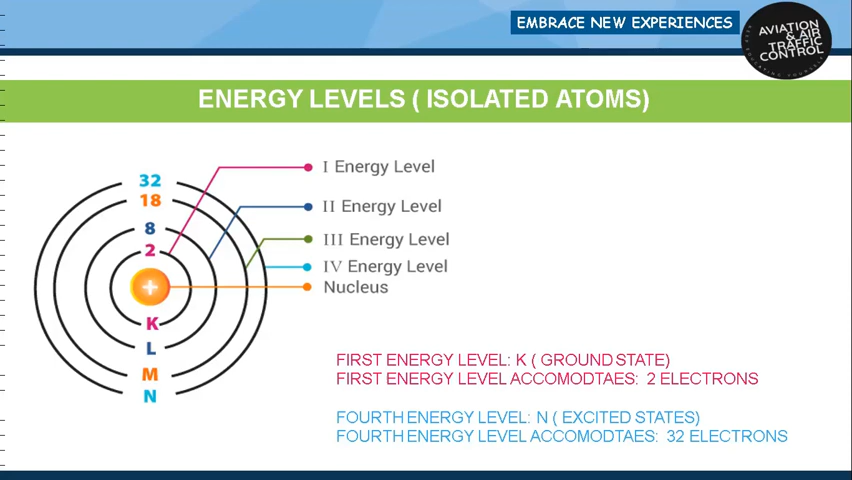 EMBRACE NEW EXPERIENCES
AVIATION
& AIR
TRAFFIC
CONTROL
ENERGY LEVELS ( ISOLATED ATOMS)
32
18
8
2
+
K
L
M
N
I Energy Level
II Energy Level
III Energy Level
IV Energy Level
Nucleus
FIRST ENERGY LEVEL: K ( GROUND STATE)
FIRST ENERGY LEVEL ACCOMODTAES: 2 ELECTRONS
FOURTH ENERGY LEVEL: N ( EXCITED STATES)
FOURTH ENERGY LEVEL ACCOMODTAES: 32 ELECTRONS